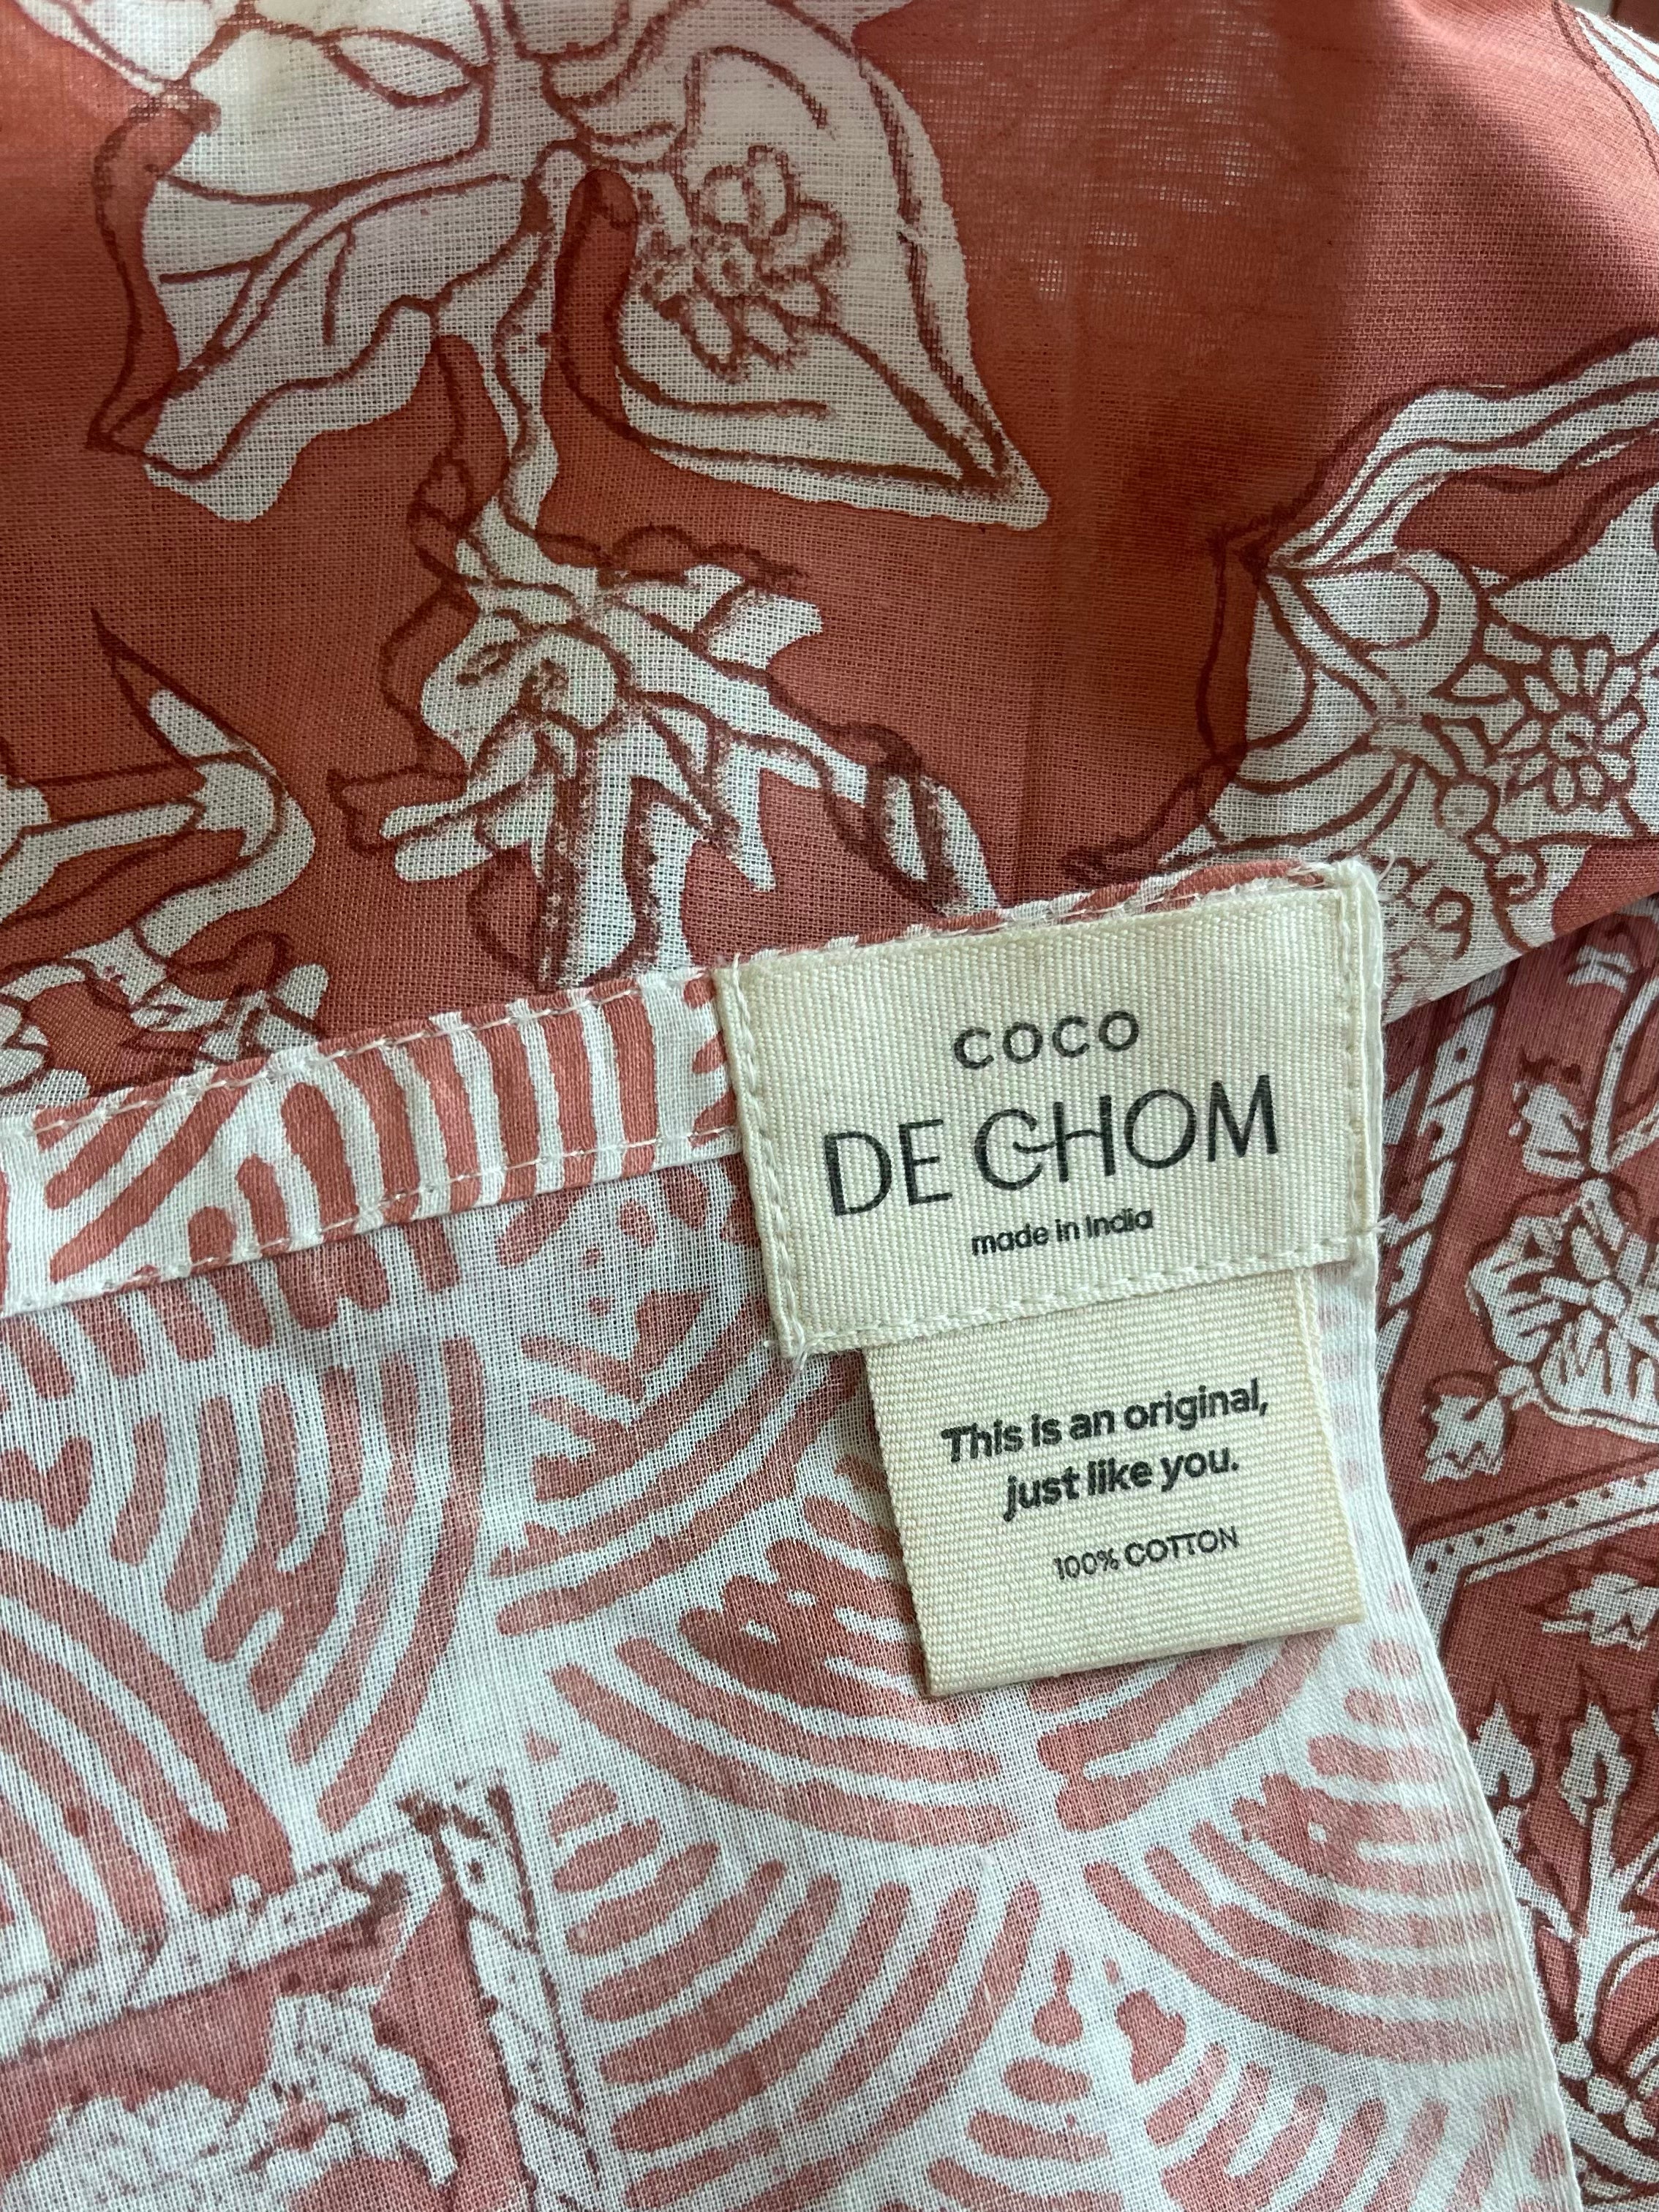 COCO
DE CHOM
made in India
This is an original,
just like you.
100% COTTON